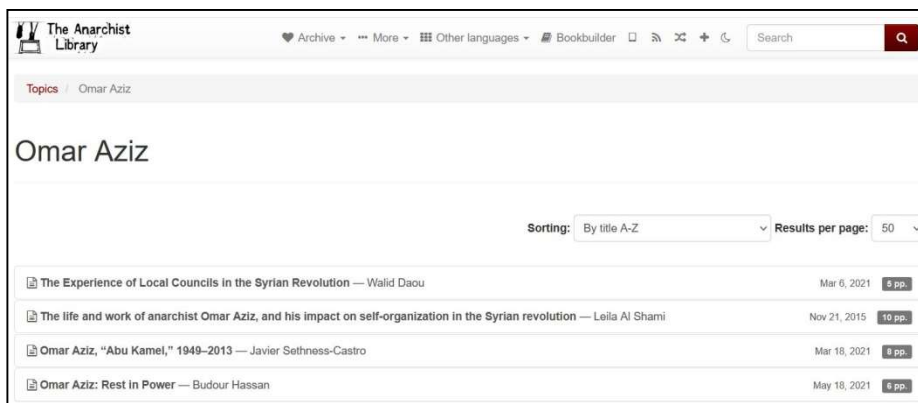 The Anarchist
Library
Archive
More
Other languages
Bookbuilder
Search
Topics / Omar Aziz
Omar Aziz
Sorting: By title A-Z Results per page: 50
The Experience of Local Councils in the Syrian Revolution — Walid Daou Mar 6, 2021 5 pp.
The life and work of anarchist Omar Aziz, and his impact on self-organization in the Syrian revolution — Leila Al Shami Nov 21, 2015 10 pp.
Omar Aziz, “Abu Kamel,” 1949–2013 — Javier Sethness-Castro Mar 18, 2021 8 pp.
Omar Aziz: Rest in Power — Budour Hassan May 18, 2021 6 pp.